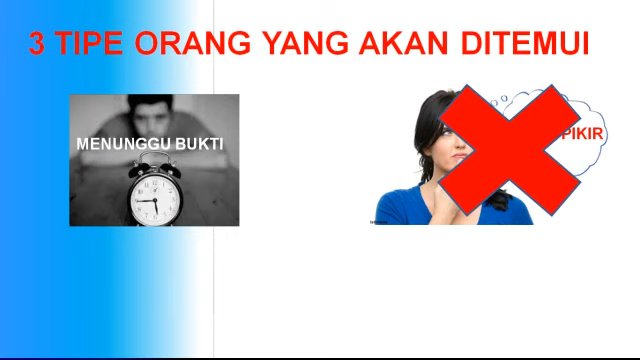 3 TIPE ORANG YANG AKAN DITEMUI
MENUNGGU BUKTI
PIKIR